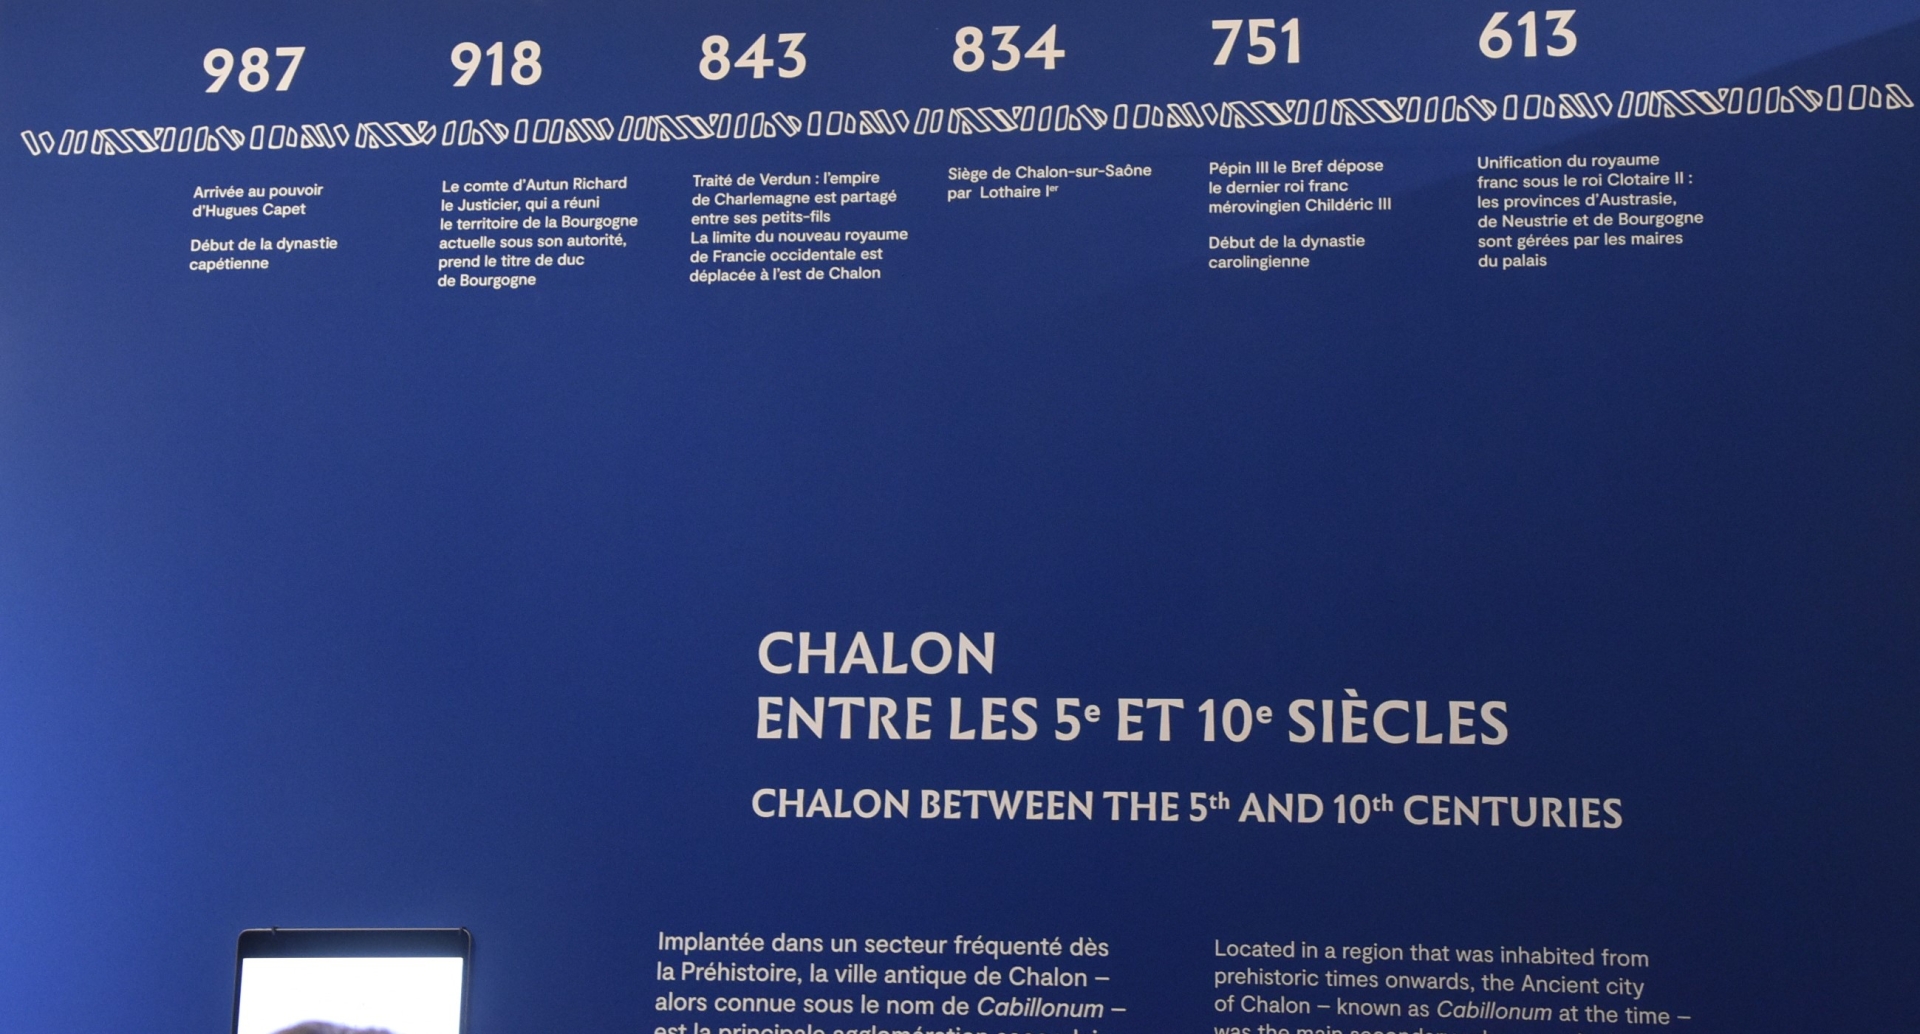 987
Arrivée au pouvoir
d'Hugues Capet
Début de la dynastie
capétienne
918
Le comte d'Autun Richard
le Justicier, qui a réuni
le territoire de la Bourgogne
actuelle sous son autorité,
prend le titre de duc
de Bourgogne
843
Traité de Verdun : l'empire
de Charlemagne est partagé
entre ses petits-fils
La limite du nouveau royaume
de Francie occidentale est
déplacée à l'est de Chalon
834
Siège de Chalon-sur-Saône
par Lothaire Ier
751
Pépin III le Bref dépose
le dernier roi franc
mérovingien Childéric III
Début de la dynastie
carolingienne
613
Unification du royaume
franc sous le roi Clotaire II :
les provinces d'Austrasie,
de Neustrie et de Bourgogne
sont gérées par les maires
du palais
CHALON
ENTRE LES 5e ET 10e SIÈCLES
CHALON BETWEEN THE 5th AND 10th CENTURIES
Implantée dans un secteur fréquenté dès
la Préhistoire, la ville antique de Chalon –
alors connue sous le nom de Cabillonum –
est la principale agglomération
Located in a region that was inhabited from
prehistoric times onwards, the Ancient city
of Chalon – known as Cabillonum at the time –
was the main